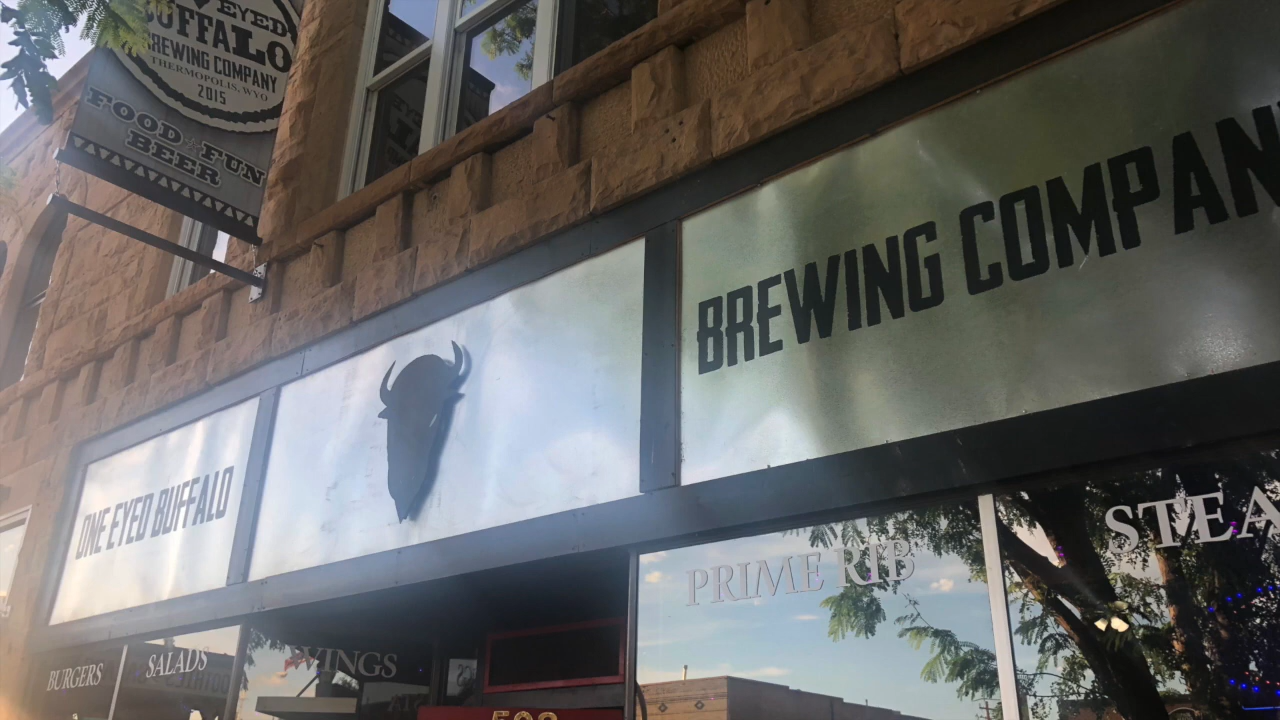 EYED
BUFFALO
BREWING COMPANY
THERMOPOLIS, WYO
2015
FOOD FUN
BEER
ONE EYED BUFFALO
BREWING COMPAN
PRIME RIB
STEA
BURGERS
SALADS
WINGS